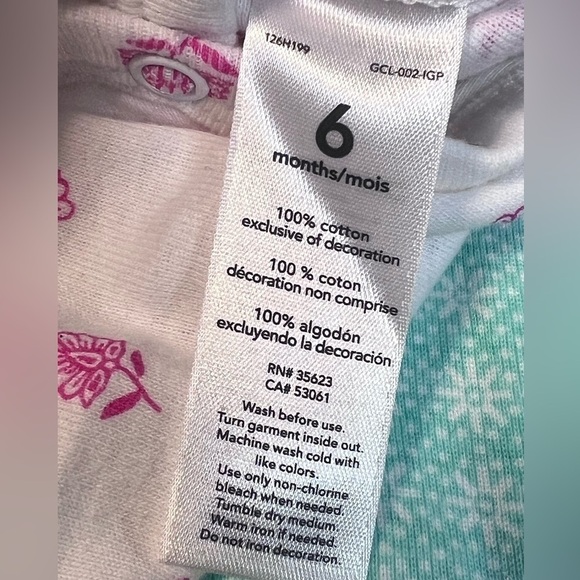 126H199
GCL-002-IGP
6
months/mois
100% cotton
exclusive of decoration
100 % coton
décoration non comprise
100% algodón
excluyendo la decoración
RN# 35623
CA# 53061
Wash before use.
Turn garment inside out.
Machine wash cold with
like colors.
Use only non-chlorine
bleach when needed.
Tumble dry medium.
Warm iron if needed.
Do not iron decoration.